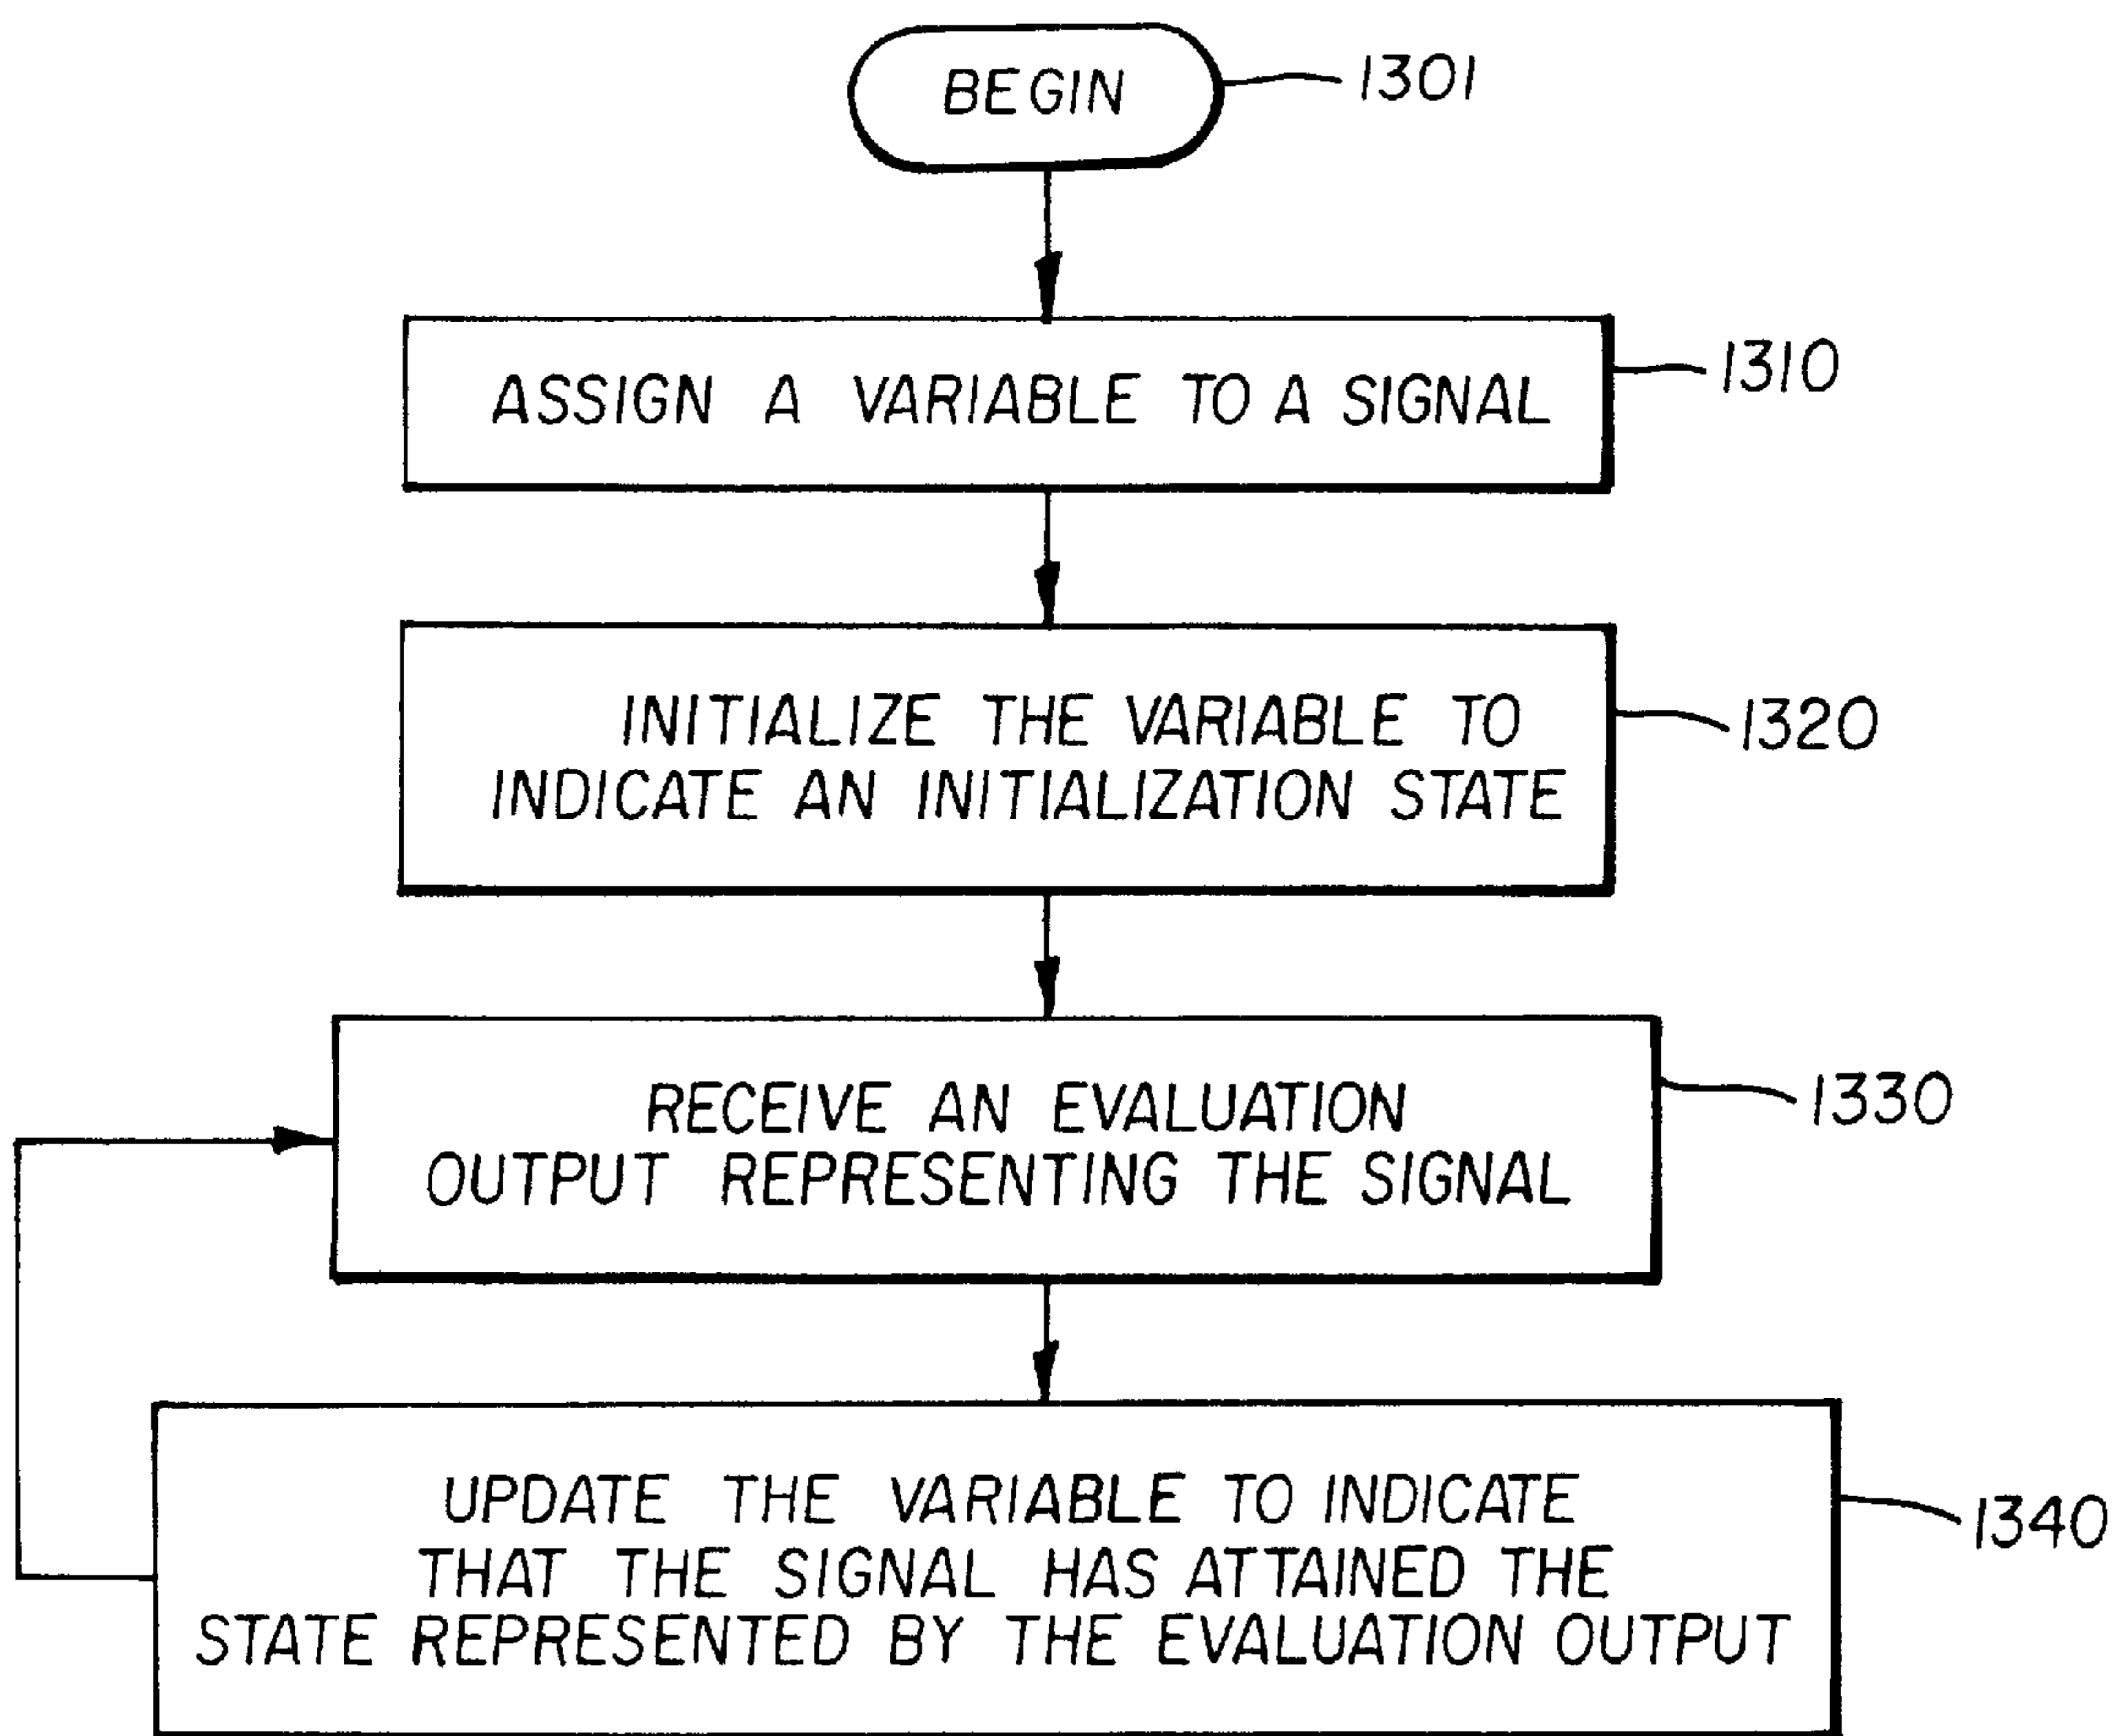 BEGIN
1301
ASSIGN A VARIABLE TO A SIGNAL
1310
INITIALIZE THE VARIABLE TO
INDICATE AN INITIALIZATION STATE
1320
RECEIVE AN EVALUATION
OUTPUT REPRESENTING THE SIGNAL
1330
UPDATE THE VARIABLE TO INDICATE
THAT THE SIGNAL HAS ATTAINED THE
STATE REPRESENTED BY THE EVALUATION OUTPUT
1340